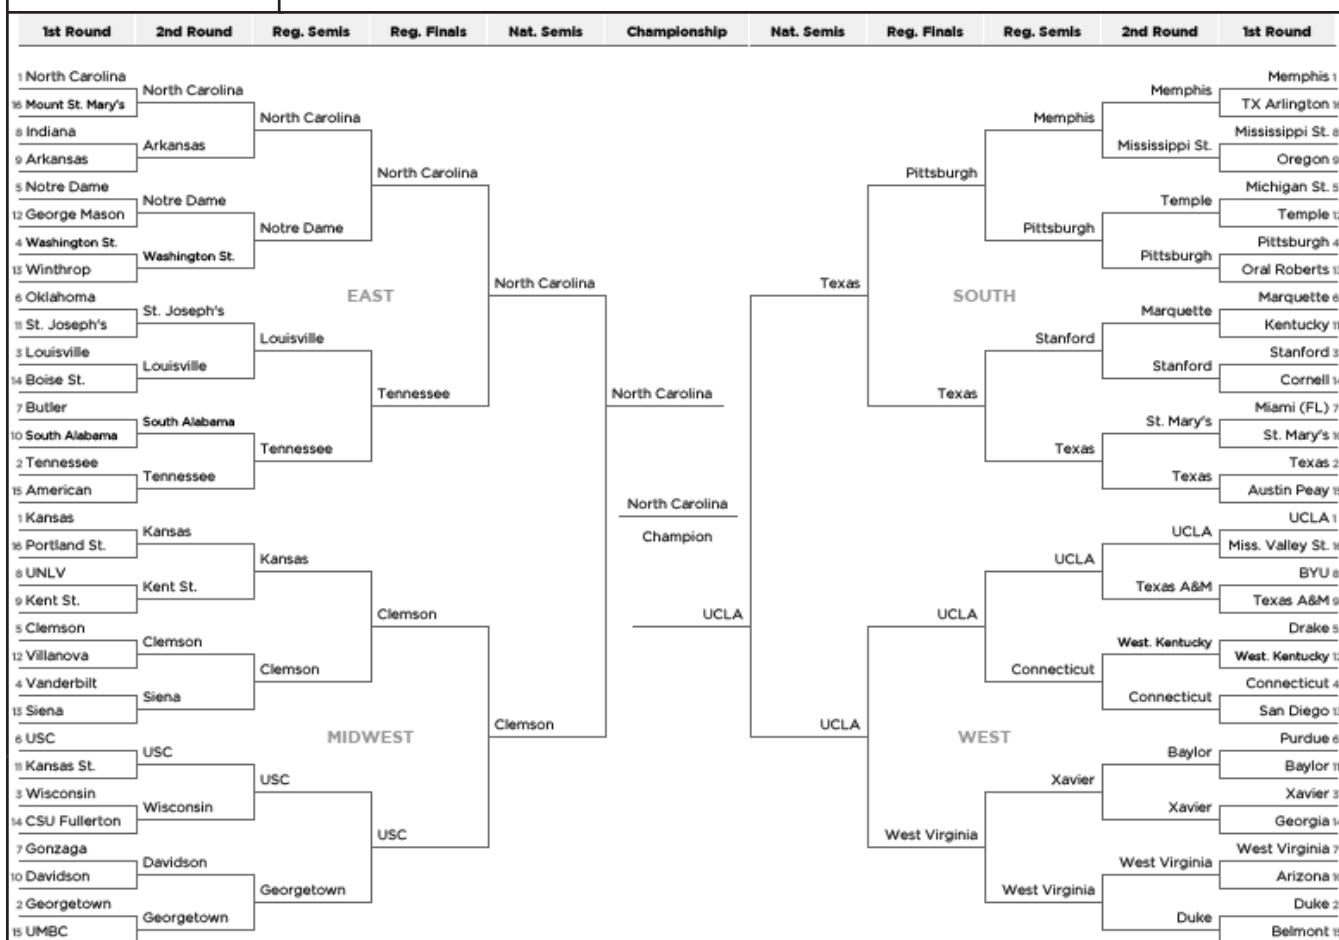 1st Round 2nd Round Reg. Semis Reg. Finals Nat. Semis Championship Nat. Semis Reg. Finals Reg. Semis 2nd Round 1st Round
1 North Carolina
North Carolina
16 Mount St. Mary's
North Carolina
8 Indiana
Arkansas
9 Arkansas
North Carolina
5 Notre Dame
Notre Dame
12 George Mason
Notre Dame
4 Washington St.
Washington St.
13 Winthrop
North Carolina
EAST
6 Oklahoma
St. Joseph's
11 St. Joseph's
Louisville
3 Louisville
Louisville
14 Boise St.
Tennessee
7 Butler
South Alabama
10 South Alabama
Tennessee
2 Tennessee
Tennessee
15 American
1 Kansas
Kansas
16 Portland St.
Kansas
8 UNLV
Kent St.
9 Kent St.
Clemson
5 Clemson
Clemson
12 Villanova
Clemson
4 Vanderbilt
Siena
13 Siena
Clemson
MIDWEST
6 USC
USC
11 Kansas St.
USC
3 Wisconsin
Wisconsin
14 CSU Fullerton
USC
7 Gonzaga
Davidson
10 Davidson
Georgetown
2 Georgetown
Georgetown
15 UMBC
North Carolina
North Carolina
Champion
UCLA
Memphis 1
Memphis
TX Arlington 16
Memphis
Mississippi St. 8
Mississippi St.
Oregon 9
Pittsburgh
Michigan St. 5
Temple
Temple 12
Pittsburgh
Pittsburgh 4
Pittsburgh
Oral Roberts 13
Texas
SOUTH
Marquette 6
Marquette
Kentucky 11
Stanford
Stanford 3
Stanford
Cornell 14
Texas
Miami (FL) 7
St. Mary's
St. Mary's 10
Texas
Texas 2
Texas
Austin Peay 15
UCLA 1
UCLA
Miss. Valley St. 16
UCLA
BYU 8
Texas A&M
Texas A&M 9
UCLA
Drake 5
West. Kentucky
West. Kentucky 12
Connecticut
Connecticut 4
Connecticut
San Diego 13
UCLA
WEST
Purdue 6
Baylor
Baylor 11
Xavier
Xavier 3
Xavier
Georgia 14
West Virginia
West Virginia 7
West Virginia
Arizona 10
West Virginia
Duke 2
Duke
Belmont 15